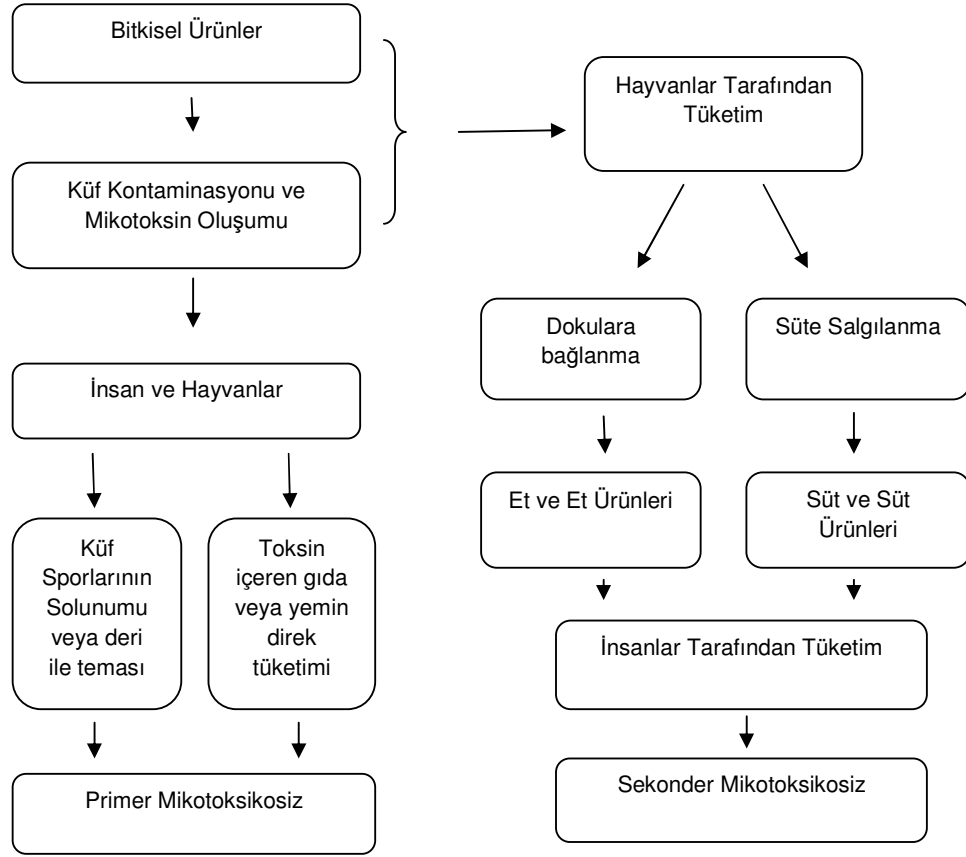 Bitkisel Ürünler
Küf Kontaminasyonu ve
Mikotoksin Oluşumu
İnsan ve Hayvanlar
Küf
Sporlarının
Solunumu
veya deri
ile teması
Toksin
içeren gıda
veya yemin
direk
tüketimi
Primer Mikotoksikosiz
Hayvanlar Tarafından
Tüketim
Dokulara
bağlanma
Süte Salgılanma
Et ve Et Ürünleri
Süt ve Süt
Ürünleri
İnsanlar Tarafından Tüketim
Sekonder Mikotoksikosiz